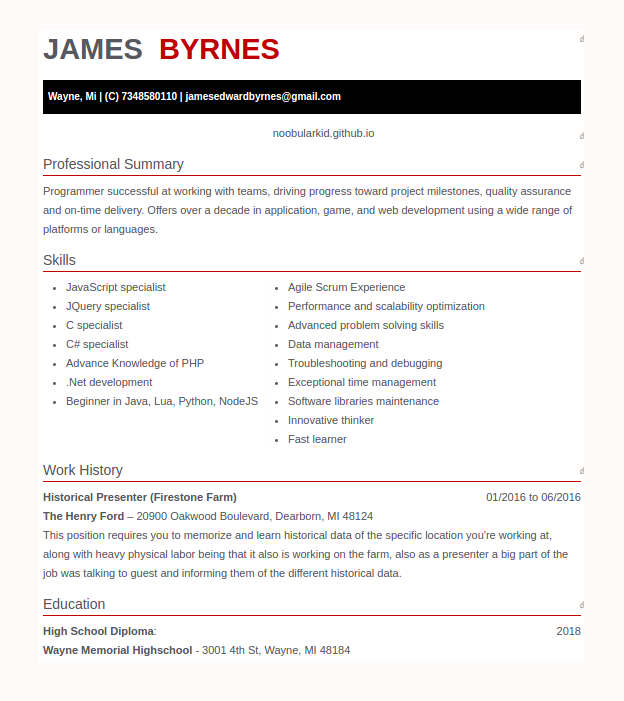 JAMES BYRNES
Wayne, Mi | (C) 7348580110 | jamesedwardbyrnes@gmail.com
noobularkid.github.io
Professional Summary
Programmer successful at working with teams, driving progress toward project milestones, quality assurance
and on-time delivery. Offers over a decade in application, game, and web development using a wide range of
platforms or languages.
Skills
• JavaScript specialist
• JQuery specialist
• C specialist
• C# specialist
• Advance Knowledge of PHP
• .Net development
• Beginner in Java, Lua, Python, NodeJS
• Agile Scrum Experience
• Performance and scalability optimization
• Advanced problem solving skills
• Data management
• Troubleshooting and debugging
• Exceptional time management
• Software libraries maintenance
• Innovative thinker
• Fast learner
Work History
Historical Presenter (Firestone Farm) 01/2016 to 06/2016
The Henry Ford – 20900 Oakwood Boulevard, Dearborn, MI 48124
This position requires you to memorize and learn historical data of the specific location you're working at,
along with heavy physical labor being that it also is working on the farm, also as a presenter a big part of the
job was talking to guest and informing them of the different historical data.
Education
High School Diploma: 2018
Wayne Memorial Highschool - 3001 4th St, Wayne, MI 48184